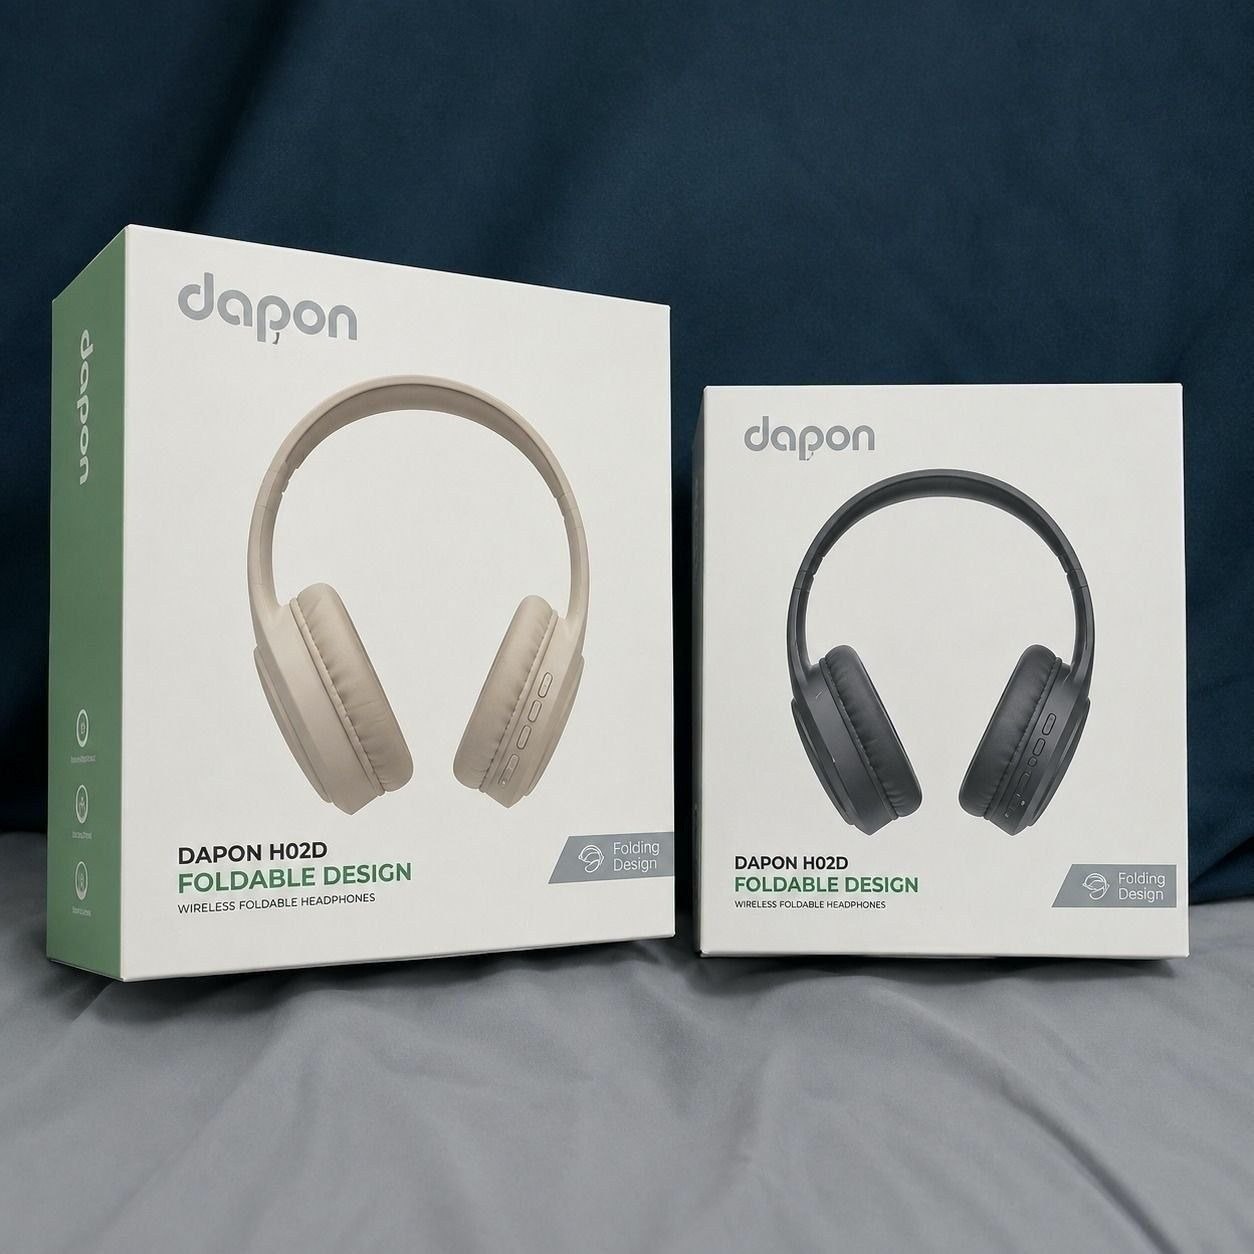 dapon
dapon
DAPON H02D
FOLDABLE DESIGN
WIRELESS FOLDABLE HEADPHONES
Folding
Design
dapon
DAPON H02D
FOLDABLE DESIGN
WIRELESS FOLDABLE HEADPHONES
Folding
Design